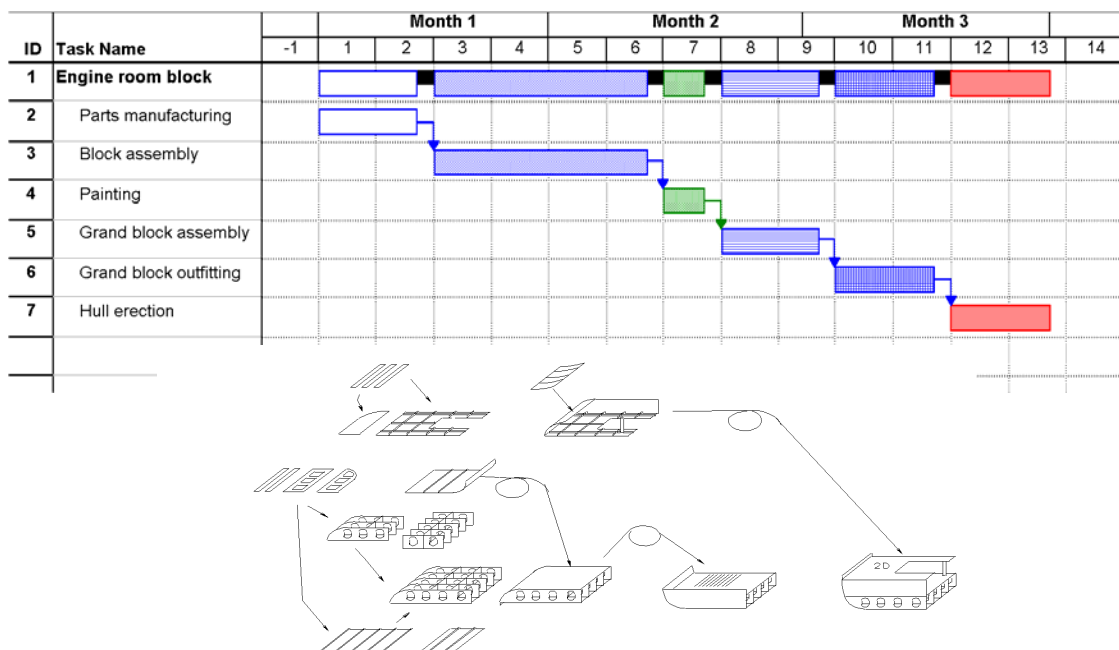 Month 1 Month 2 Month 3
ID Task Name -1 1 2 3 4 5 6 7 8 9 10 11 12 13 14
1 Engine room block
2 Parts manufacturing
3 Block assembly
4 Painting
5 Grand block assembly
6 Grand block outfitting
7 Hull erection
2D